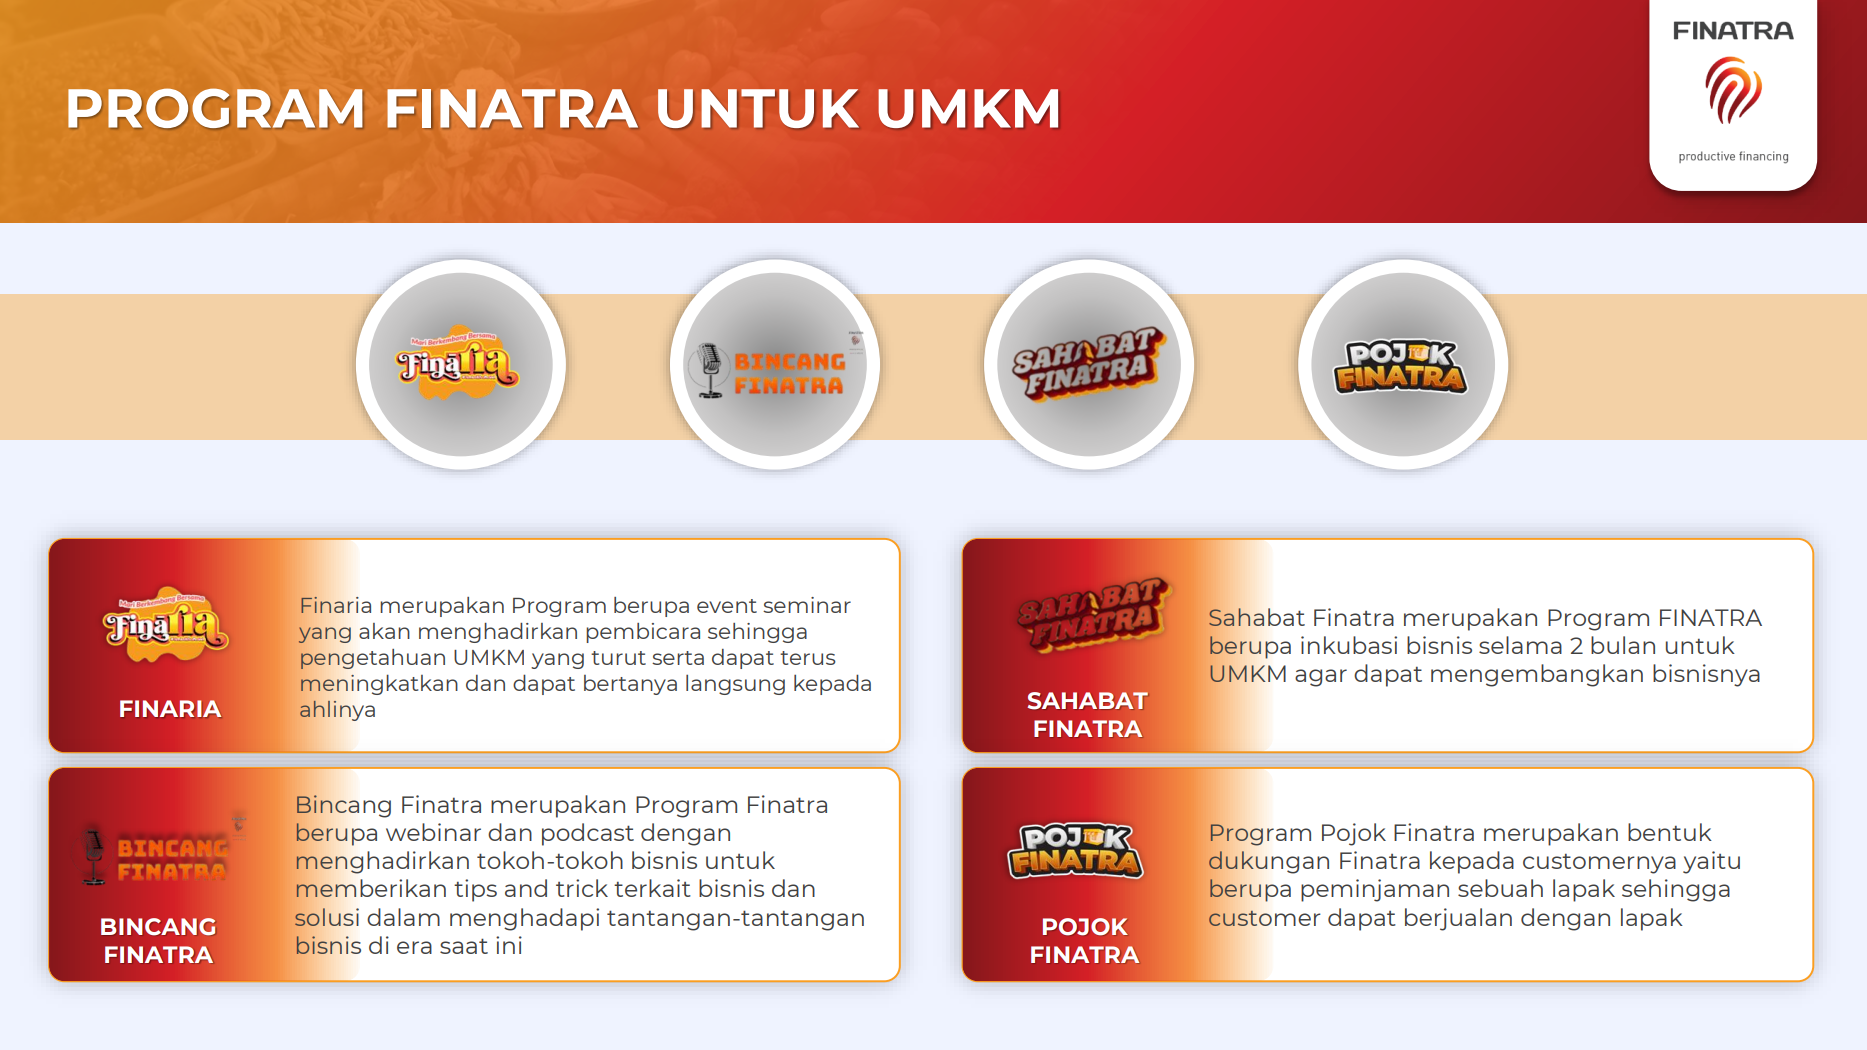 PROGRAM FINATRA UNTUK UMKM
FINATRA
productive financing
Mari Berkembang Bersama
Finaria
BINCANG
FINATRA
SAHABAT
FINATRA
POJOK
FINATRA
Mari Berkembang Bersama
Finaria
FINARIA
Finaria merupakan Program berupa event seminar
yang akan menghadirkan pembicara sehingga
pengetahuan UMKM yang turut serta dapat terus
meningkatkan dan dapat bertanya langsung kepada
ahlinya
SAHABAT
FINATRA
SAHABAT
FINATRA
Sahabat Finatra merupakan Program FINATRA
berupa inkubasi bisnis selama 2 bulan untuk
UMKM agar dapat mengembangkan bisnisnya
BINCANG
FINATRA
BINCANG
FINATRA
Bincang Finatra merupakan Program Finatra
berupa webinar dan podcast dengan
menghadirkan tokoh-tokoh bisnis untuk
memberikan tips and trick terkait bisnis dan
solusi dalam menghadapi tantangan-tantangan
bisnis di era saat ini
POJOK
FINATRA
POJOK
FINATRA
Program Pojok Finatra merupakan bentuk
dukungan Finatra kepada customernya yaitu
berupa peminjaman sebuah lapak sehingga
customer dapat berjualan dengan lapak